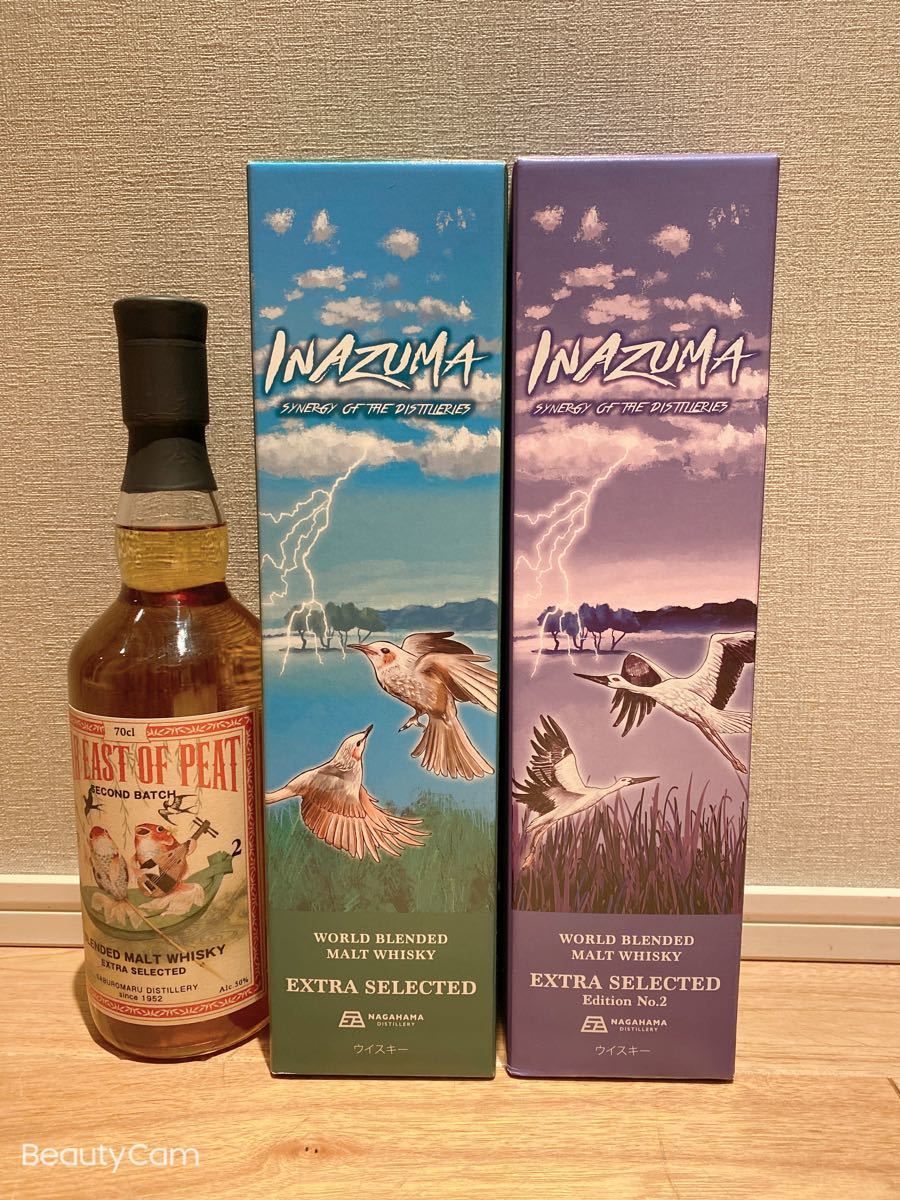 70cl
R EAST OF PEAT
SECOND BATCH
2
LENDED MALT WHISKY
EXTRA SELECTED
SABUROMARU DISTILLERY
since 1952
Alc 50%
INAZUMA
SYNERGY OF THE DISTILLERIES
WORLD BLENDED
MALT WHISKY
EXTRA SELECTED
NAGAHAMA
DISTILLERY
ウイスキー
INAZUMA
SYNERGY OF THE DISTILLERIES
WORLD BLENDED
MALT WHISKY
EXTRA SELECTED
Edition No.2
NAGAHAMA
DISTILLERY
ウイスキー
BeautyCam